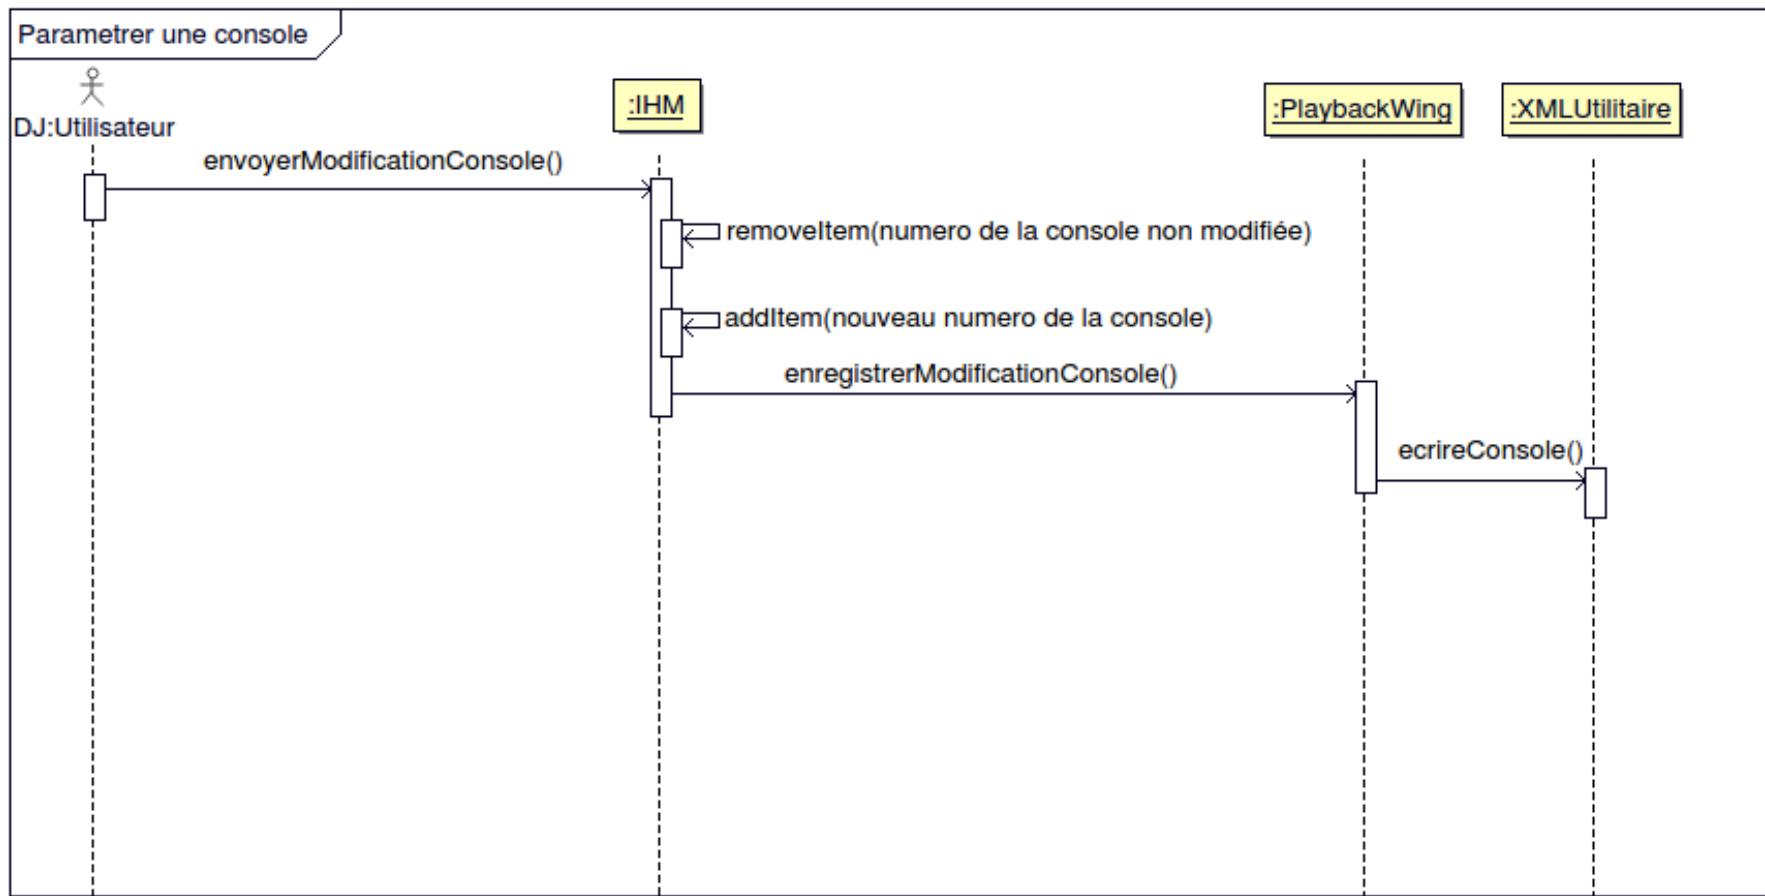 Parametrer une console
:IHM
:PlaybackWing
:XMLUtilitaire
DJ:Utilisateur
envoyerModificationConsole()
removeItem(numero de la console non modifiée)
addItem(nouveau numero de la console)
enregistrerModificationConsole()
ecrireConsole()